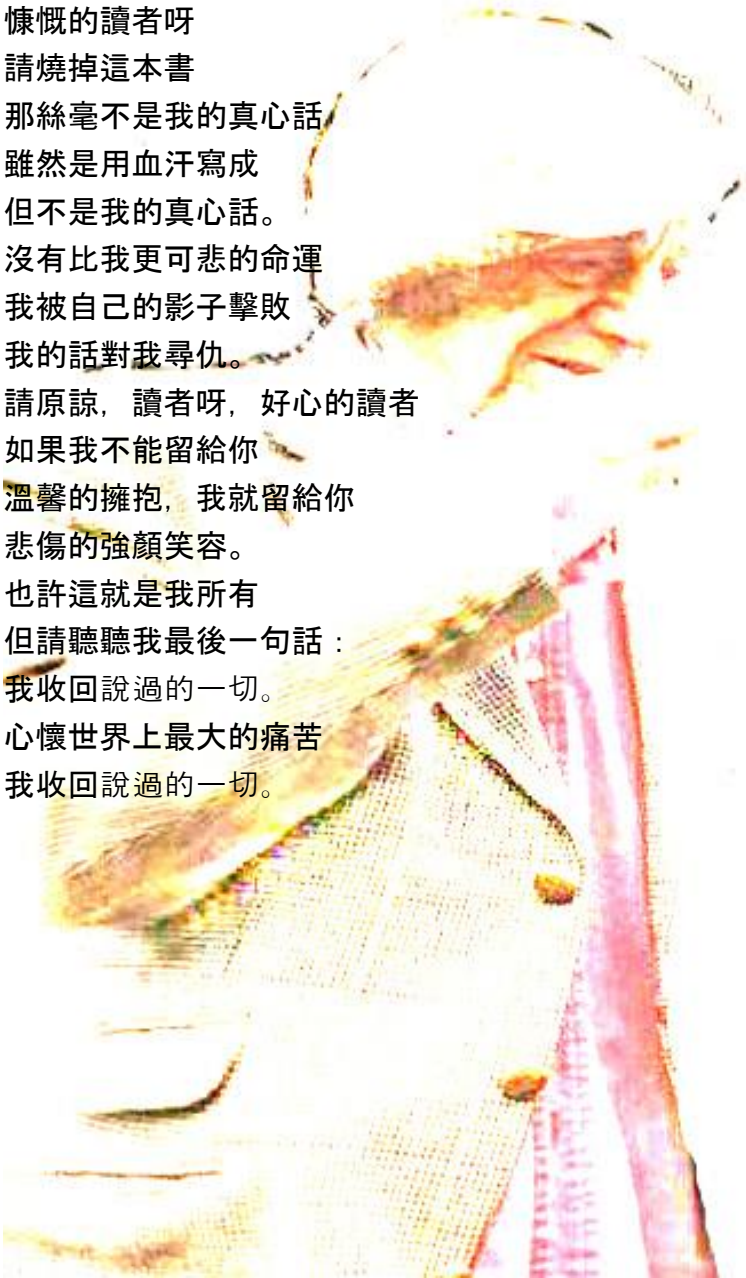 慷慨的讀者呀
請燒掉這本書
那絲毫不是我的真心話
雖然是用血汗寫成
但不是我的真心話。
沒有比我更可悲的命運
我被自己的影子擊敗
我的話對我尋仇。
請原諒,讀者呀,好心的讀者
如果我不能留給你
溫馨的擁抱,我就留給你
悲傷的強顏笑容。
也許這就是我所有
但請聽聽我最後一句話:
我收回說過的一切。
心懷世界上最大的痛苦
我收回說過的一切。